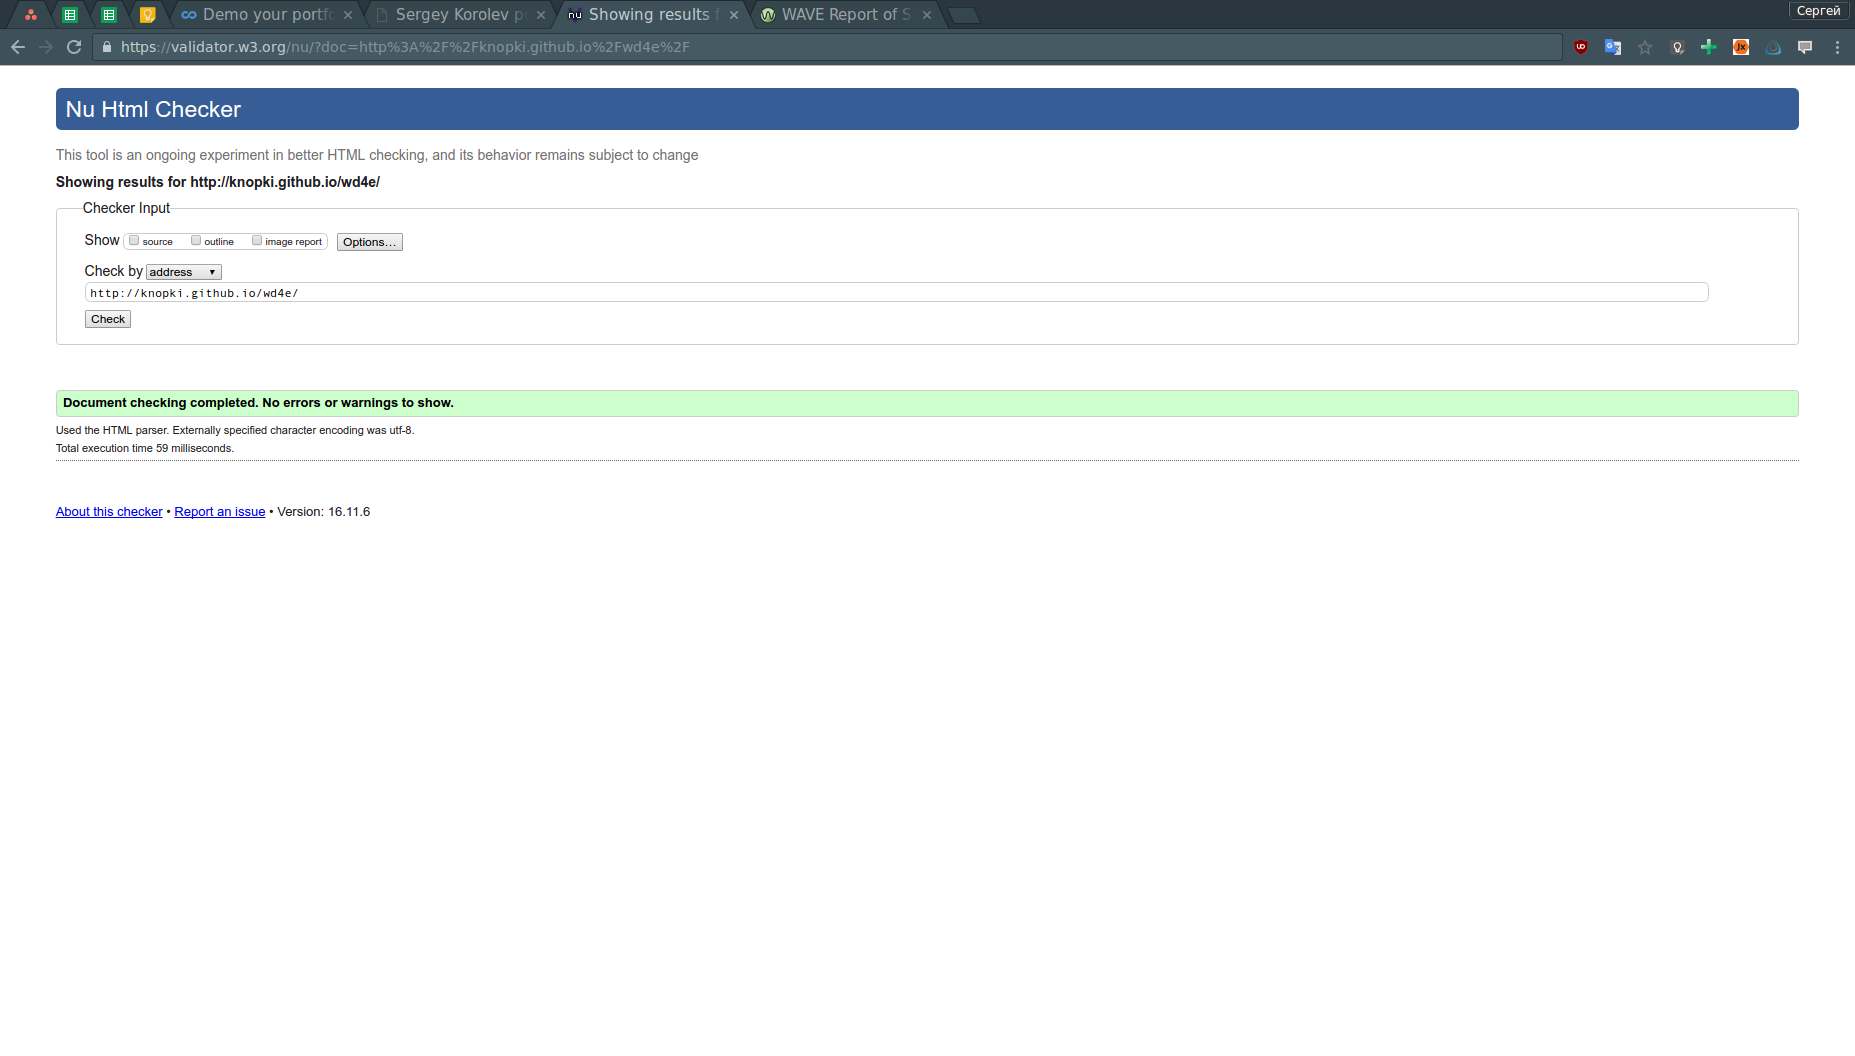 Demo your portfo
Sergey Korolev p
Showing results f
WAVE Report of S
Сергей
https://validator.w3.org/nu/?doc=http%3A%2F%2Fknopki.github.io%2Fwd4e%2F
Nu Html Checker
This tool is an ongoing experiment in better HTML checking, and its behavior remains subject to change
Showing results for http://knopki.github.io/wd4e/
Checker Input
Show source outline image report Options…
Check by address
http://knopki.github.io/wd4e/
Check
Document checking completed. No errors or warnings to show.
Used the HTML parser. Externally specified character encoding was utf-8.
Total execution time 59 milliseconds.
About this checker • Report an issue • Version: 16.11.6